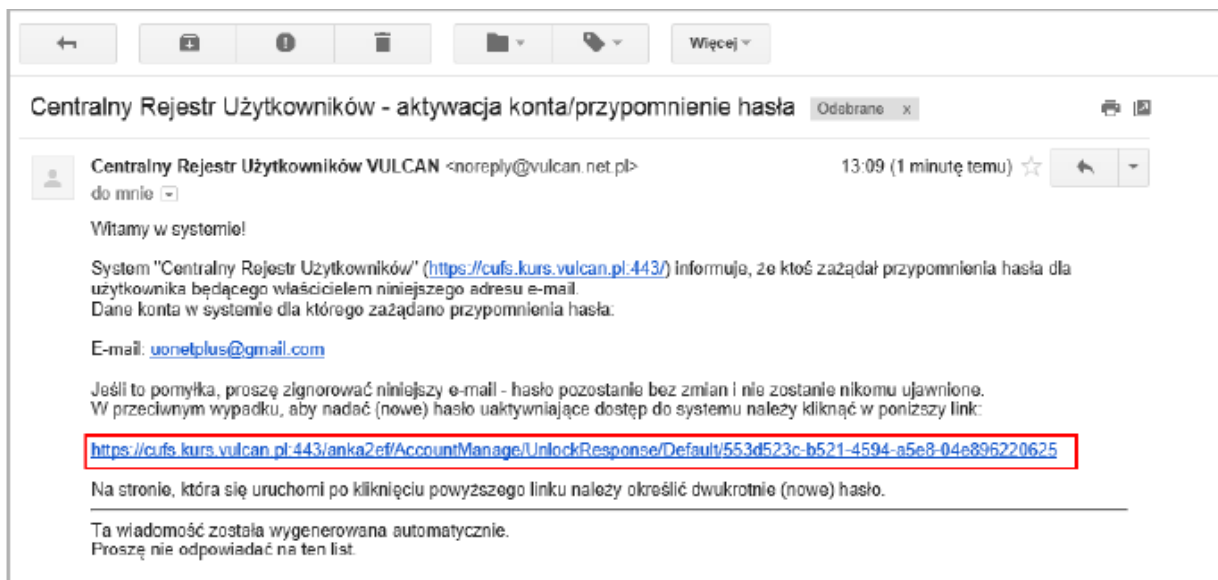 Więcej
Centralny Rejestr Użytkowników - aktywacja konta/przypomnienie hasła Odebrane x
Centralny Rejestr Użytkowników VULCAN <noreply@vulcan.net.pl> 13:09 (1 minutę temu)
do mnie
Witamy w systemie!
System "Centralny Rejestr Użytkowników" (https://cufs.kurs.vulcan.pl:443/) informuje, że ktoś zażądał przypomnienia hasła dla
użytkownika będącego właścicielem niniejszego adresu e-mail.
Dane konta w systemie dla którego zażądano przypomnienia hasła:
E-mail: uonetplus@gmail.com
Jeśli to pomyłka, proszę zignorować niniejszy e-mail - hasło pozostanie bez zmian i nie zostanie nikomu ujawnione.
W przeciwnym wypadku, aby nadać (nowe) hasło uaktywniające dostęp do systemu należy kliknąć w poniższy link:
https://cufs.kurs.vulcan.pl:443/anka2ef/AccountManage/UnlockResponse/Default/553d523c-b521-4594-a5e8-04e896220625
Na stronie, która się uruchomi po kliknięciu powyższego linku należy określić dwukrotnie (nowe) hasło.
Ta wiadomość została wygenerowana automatycznie.
Proszę nie odpowiadać na ten list.